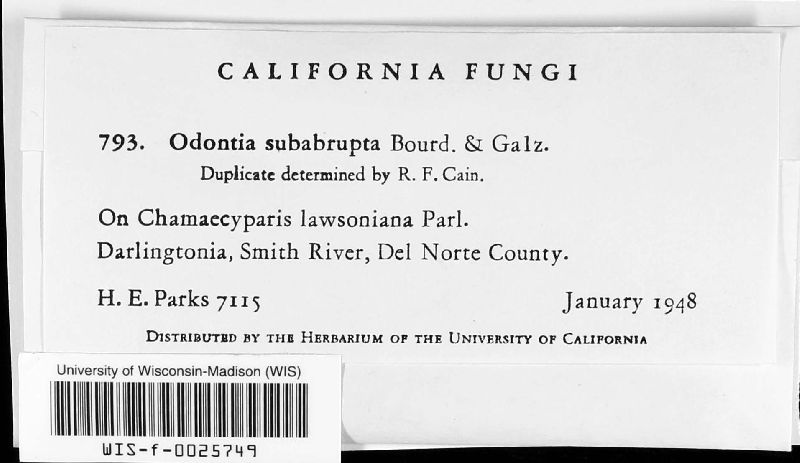 CALIFORNIA FUNGI
793. Odontia subabrupta Bourd. & Galz.
Duplicate determined by R. F. Cain.
On Chamaecyparis lawsoniana Parl.
Darlingtonia, Smith River, Del Norte County.
H. E. Parks 7115 January 1948
Distributed by the Herbarium of the University of California
University of Wisconsin-Madison (WIS)
WIS-f-0025749